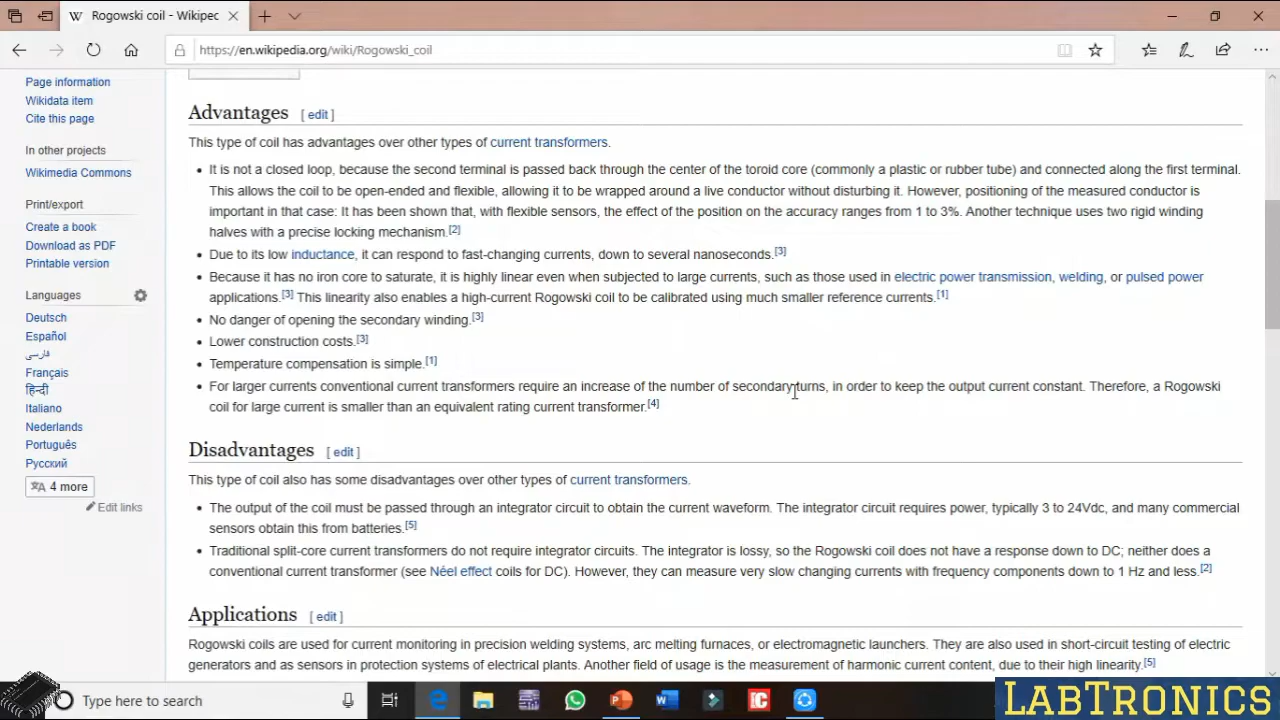 Rogowski coil - Wikipec
https://en.wikipedia.org/wiki/Rogowski_coil
Page information
Wikidata item
Cite this page
In other projects
Wikimedia Commons
Print/export
Create a book
Download as PDF
Printable version
Languages
Deutsch
Español
فارسی
Français
हिन्दी
Italiano
Nederlands
Português
Русский
4 more
Edit links
Advantages [ edit ]
This type of coil has advantages over other types of current transformers.
• It is not a closed loop, because the second terminal is passed back through the center of the toroid core (commonly a plastic or rubber tube) and connected along the first terminal.
This allows the coil to be open-ended and flexible, allowing it to be wrapped around a live conductor without disturbing it. However, positioning of the measured conductor is
important in that case: It has been shown that, with flexible sensors, the effect of the position on the accuracy ranges from 1 to 3%. Another technique uses two rigid winding
halves with a precise locking mechanism.[2]
• Due to its low inductance, it can respond to fast-changing currents, down to several nanoseconds.[3]
• Because it has no iron core to saturate, it is highly linear even when subjected to large currents, such as those used in electric power transmission, welding, or pulsed power
applications.[3] This linearity also enables a high-current Rogowski coil to be calibrated using much smaller reference currents.[1]
• No danger of opening the secondary winding.[3]
• Lower construction costs.[3]
• Temperature compensation is simple.[1]
• For larger currents conventional current transformers require an increase of the number of secondary turns, in order to keep the output current constant. Therefore, a Rogowski
coil for large current is smaller than an equivalent rating current transformer.[4]
Disadvantages [ edit ]
This type of coil also has some disadvantages over other types of current transformers.
• The output of the coil must be passed through an integrator circuit to obtain the current waveform. The integrator circuit requires power, typically 3 to 24Vdc, and many commercial
sensors obtain this from batteries.[5]
• Traditional split-core current transformers do not require integrator circuits. The integrator is lossy, so the Rogowski coil does not have a response down to DC; neither does a
conventional current transformer (see Néel effect coils for DC). However, they can measure very slow changing currents with frequency components down to 1 Hz and less.[2]
Applications [ edit ]
Rogowski coils are used for current monitoring in precision welding systems, arc melting furnaces, or electromagnetic launchers. They are also used in short-circuit testing of electric
generators and as sensors in protection systems of electrical plants. Another field of usage is the measurement of harmonic current content, due to their high linearity.[5]
Type here to search
LABTRONICS